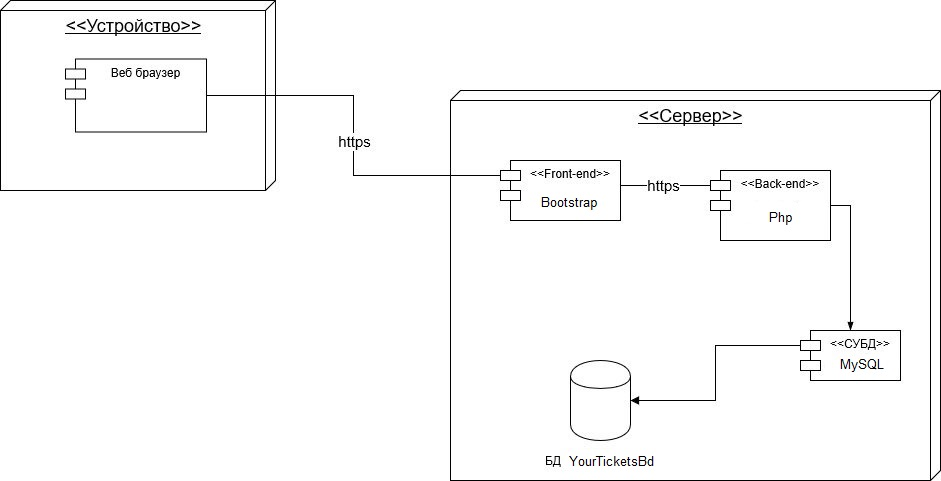 <<Устройство>>
Веб браузер
https
<<Сервер>>
<<Front-end>>
Bootstrap
https
<<Back-end>>
Php
<<СУБД>>
MySQL
БД YourTicketsBd